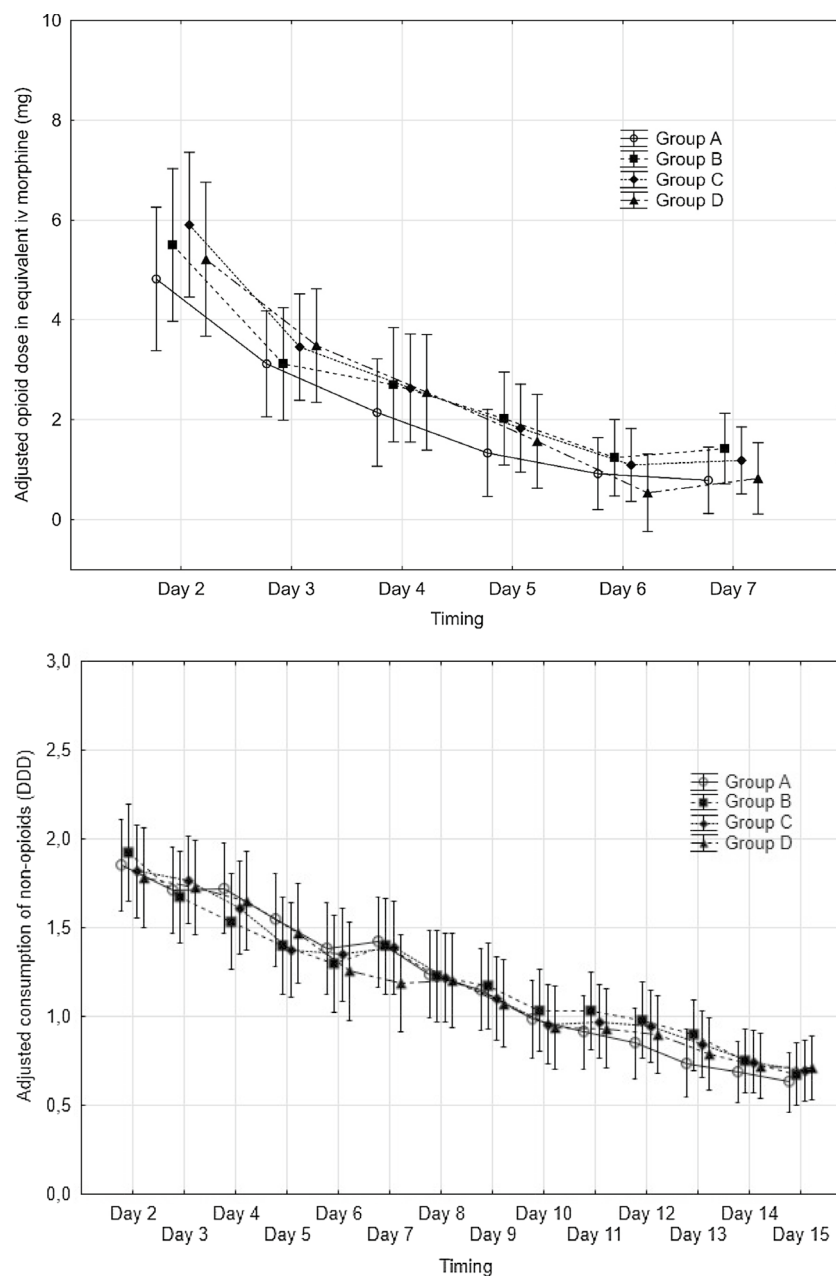 10
8
6
4
2
0
Adjusted opioid dose in equivalent iv morphine (mg)
Group A
Group B
Group C
Group D
Day 2 Day 3 Day 4 Day 5 Day 6 Day 7
Timing
3,0
2,5
2,0
1,5
1,0
0,5
0,0
Adjusted consumption of non-opioids (DDD)
Group A
Group B
Group C
Group D
Day 2 Day 4 Day 6 Day 8 Day 10 Day 12 Day 14
Day 3 Day 5 Day 7 Day 9 Day 11 Day 13 Day 15
Timing